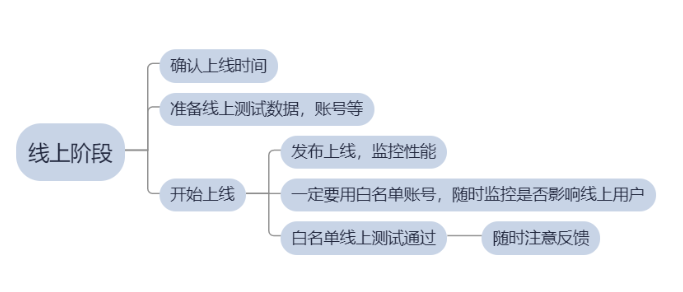 确认上线时间
准备线上测试数据，账号等
线上阶段
开始上线
发布上线，监控性能
一定要用白名单账号，随时监控是否影响线上用户
白名单线上测试通过
随时注意反馈